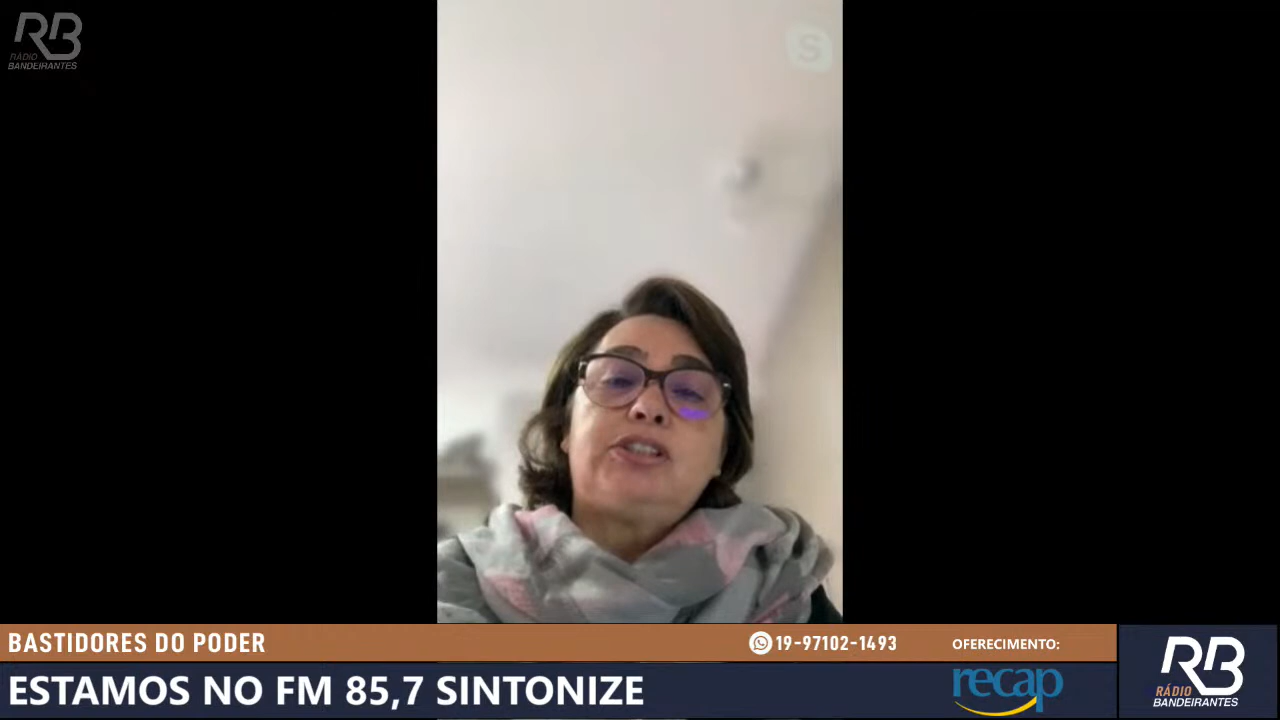 RB
RÁDIO
BANDEIRANTES
S
BASTIDORES DO PODER
19-97102-1493
OFERECIMENTO:
ESTAMOS NO FM 85,7 SINTONIZE
recap
RB
RÁDIO
BANDEIRANTES